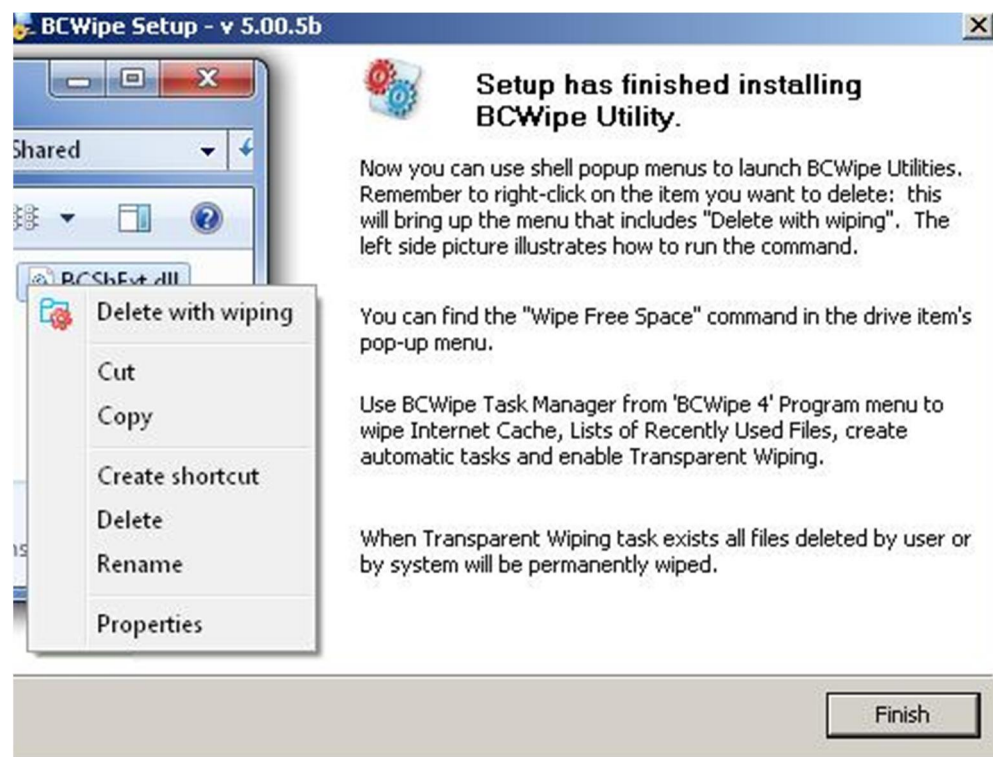 BCWipe Setup - v 5.00.5b
Shared
BCShExt.dll
Delete with wiping
Cut
Copy
Create shortcut
Delete
Rename
Properties
Setup has finished installing
BCWipe Utility.
Now you can use shell popup menus to launch BCWipe Utilities.
Remember to right-click on the item you want to delete: this
will bring up the menu that includes "Delete with wiping". The
left side picture illustrates how to run the command.
You can find the "Wipe Free Space" command in the drive item's
pop-up menu.
Use BCWipe Task Manager from 'BCWipe 4' Program menu to
wipe Internet Cache, Lists of Recently Used Files, create
automatic tasks and enable Transparent Wiping.
When Transparent Wiping task exists all files deleted by user or
by system will be permanently wiped.
Finish